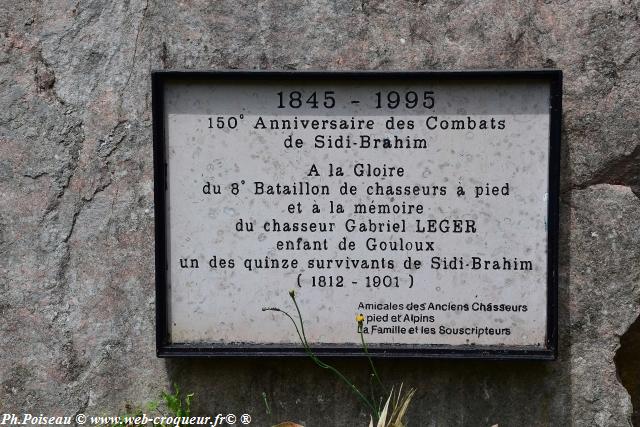 1845 - 1995
150° Anniversaire des Combats
de Sidi-Brahim
A la Gloire
du 8° Bataillon de chasseurs à pied
et à la mémoire
du chasseur Gabriel LEGER
enfant de Gouloux
un des quinze survivants de Sidi-Brahim
( 1812 - 1901 )
Amicales des Anciens Chasseurs
pied et Alpins
La Famille et les Souscripteurs
Ph.Poiseau © www.web-croqueur.fr © ®